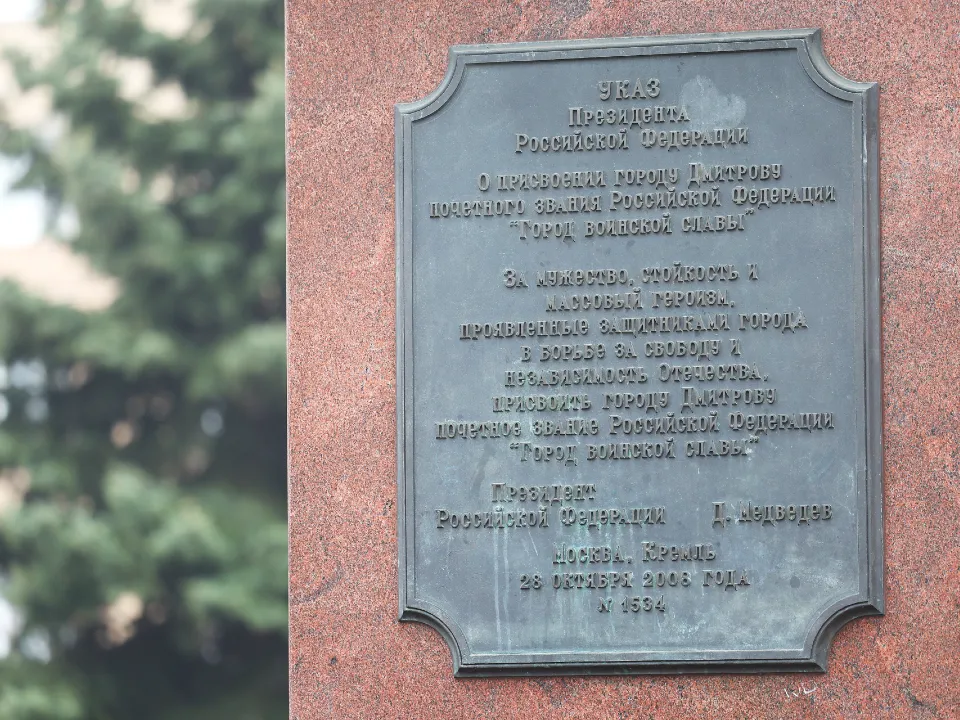 УКАЗ
Президента
Российской Федерации
О присвоении городу Дмитрову
почетного звания Российской Федерации
"Город воинской славы"
За мужество, стойкость и
массовый героизм,
проявленные защитниками города
в борьбе за свободу и
независимость Отечества,
присвоить городу Дмитрову
почетное звание Российской Федерации
"Город воинской славы"
Президент
Российской Федерации Д. Медведев
Москва, Кремль
28 октября 2008 года
N 1534